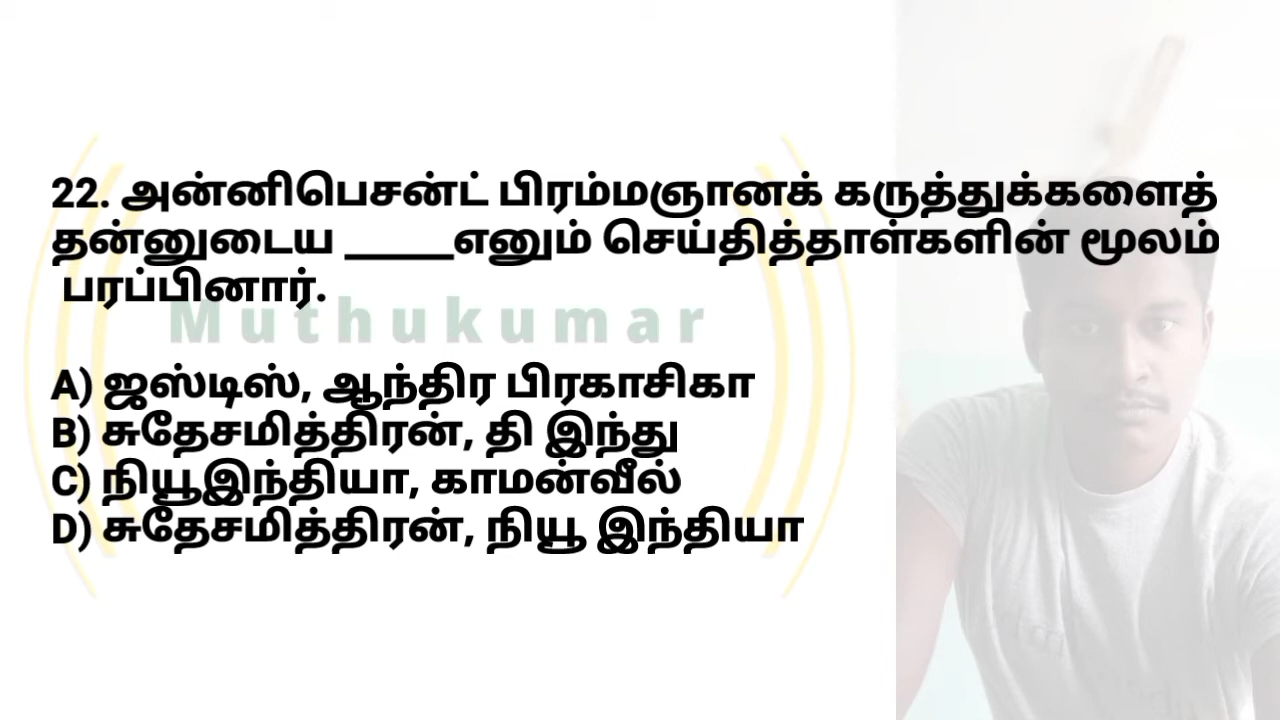 22. அன்னிபெசன்ட் பிரம்மஞானக் கருத்துக்களைத்
தன்னுடைய ______எனும் செய்தித்தாள்களின் மூலம்
பரப்பினார்.
Muthukumar
A) ஜஸ்டிஸ், ஆந்திர பிரகாசிகா
B) சுதேசமித்திரன், தி இந்து
C) நியூஇந்தியா, காமன்வீல்
D) சுதேசமித்திரன், நியூ இந்தியா